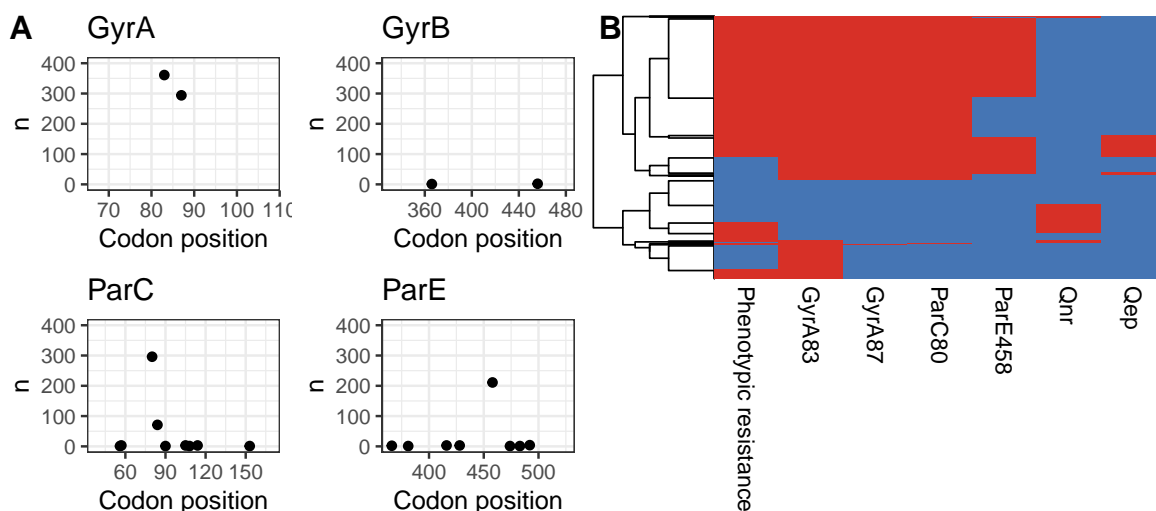 A
GyrA
400
300
200
100
0
n
70 80 90 100 11
Codon position
GyrB
400
300
200
100
0
n
360 400 440 480
Codon position
ParC
400
300
200
100
0
n
60 90 120 150
Codon position
ParE
400
300
200
100
0
n
400 450 500
Codon position
B
Phenotypic resistance
GyrA83
GyrA87
ParC80
ParE458
Qnr
Qep